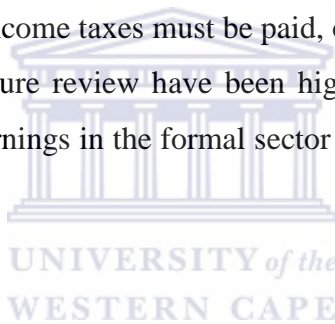 come taxes must be paid,
ure review have been hig
rnings in the formal sector
UNIVERSITY of the
WESTERN CAPE